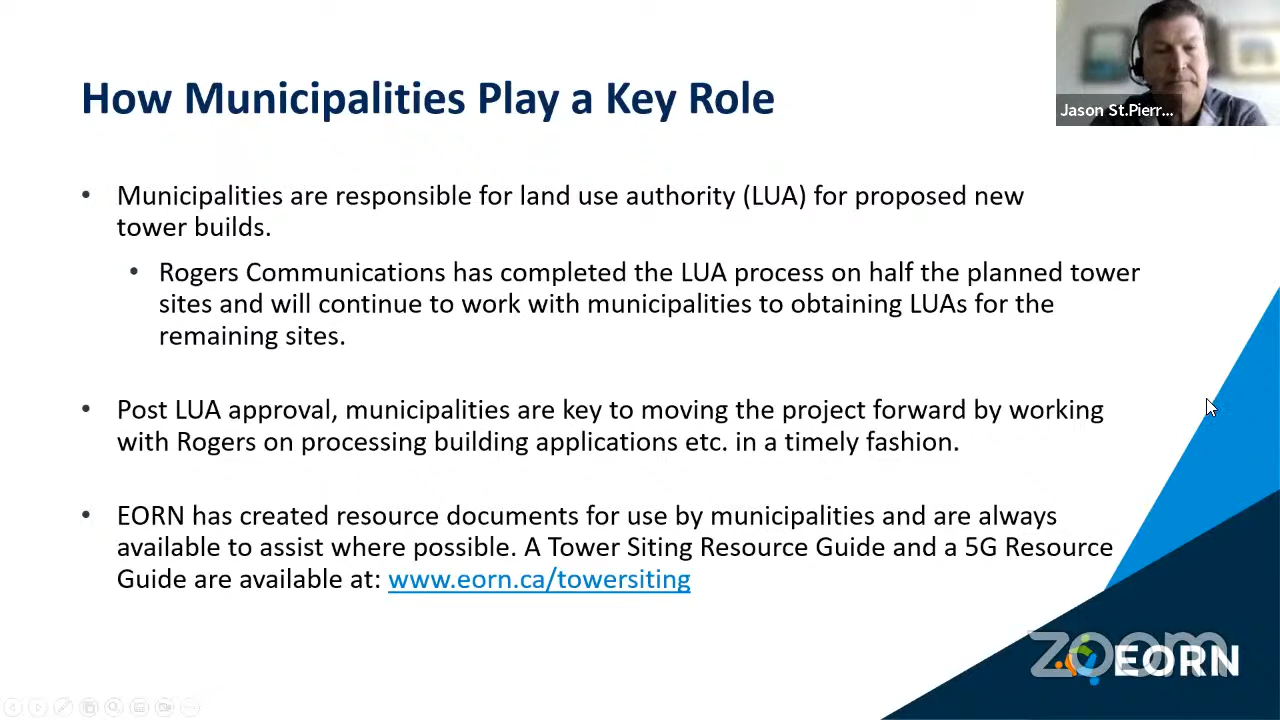 How Municipalities Play a Key Role
Jason St.Pierr...
• Municipalities are responsible for land use authority (LUA) for proposed new
tower builds.
• Rogers Communications has completed the LUA process on half the planned tower
sites and will continue to work with municipalities to obtaining LUAs for the
remaining sites.
• Post LUA approval, municipalities are key to moving the project forward by working
with Rogers on processing building applications etc. in a timely fashion.
• EORN has created resource documents for use by municipalities and are always
available to assist where possible. A Tower Siting Resource Guide and a 5G Resource
Guide are available at: www.eorn.ca/towersiting
zoom
EORN